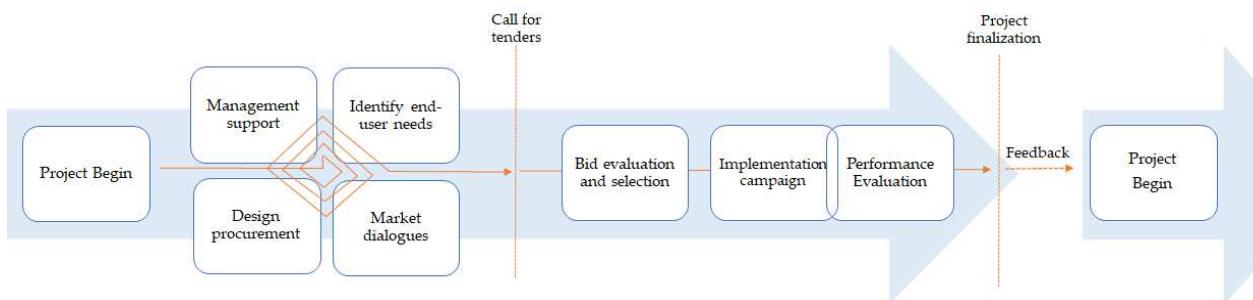 Call for
tenders
Project
finalization
Management
support
Identify end-
user needs
Project Begin
Design
procurement
Market
dialogues
Bid evaluation
and selection
Implementation
campaign
Performance
Evaluation
Feedback
Project
Begin